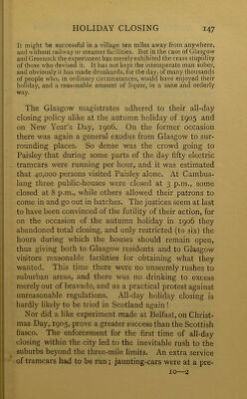 HOLIDAY CLOSING 147
It might be successful in a village ten miles away from anywhere,
and without railway or steamer facilities. But in the case of Glasgow
and Greenock the experiment has merely exhibited the crass stupidity
of those who devised it. It has not kept the intemperate man sober,
and obviously it has made drunkards, for the day, of many thousands
of people who, in ordinary circumstances, would have enjoyed their
holiday, and a reasonable amount of liquor, in a sane and orderly
way.
The Glasgow magistrates adhered to their all-day
closing policy alike at the autumn holiday of 1905 and
on New Year's Day, 1906. On the former occasion
there was again a general exodus from Glasgow to sur-
rounding places. So dense was the crowd going to
Paisley that during some parts of the day fifty electric
tramcars were running per hour, and it was estimated
that 40,000 persons visited Paisley alone. At Cambus-
lang three public-houses were closed at 3 p.m., some
closed at 8 p.m., while others allowed their patrons to
come in and go out in batches. The justices seem at last
to have been convinced of the futility of their action, for
on the occasion of the autumn holiday in 1906 they
abandoned total closing, and only restricted (to six) the
hours during which the houses should remain open,
thus giving both to Glasgow residents and to Glasgow
visitors reasonable facilities for obtaining what they
wanted. This time there were no unseemly rushes to
suburban areas, and there was no drinking to excess
merely out of bravado, and as a practical protest against
unreasonable regulations. All-day holiday closing is
hardly likely to be tried in Scotland again!
Nor did a like experiment made at Belfast, on Christ-
mas Day, 1905, prove a greater success than the Scottish
fiasco. The enforcement for the first time of all-day
closing within the city led to the inevitable rush to the
suburbs beyond the three-mile limits. An extra service
of tramcars had to be run; jaunting-cars were at a pre-
10—2